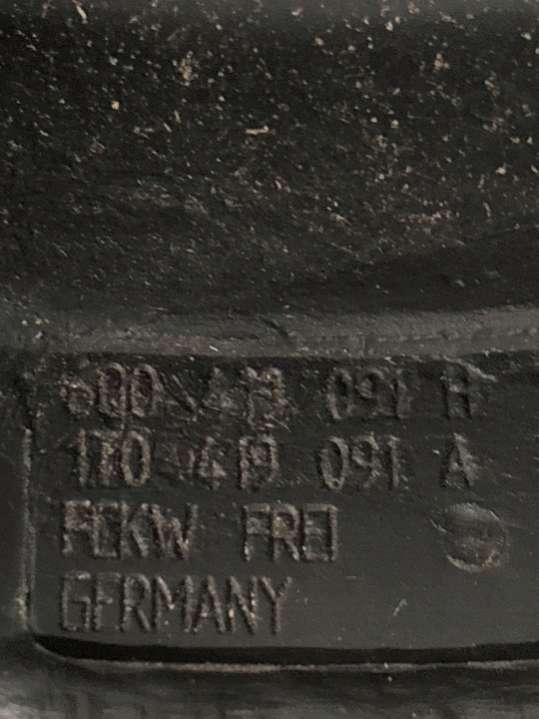 6Q0 419 091 H
1T0 419 091 A
FCKW FREI
GERMANY